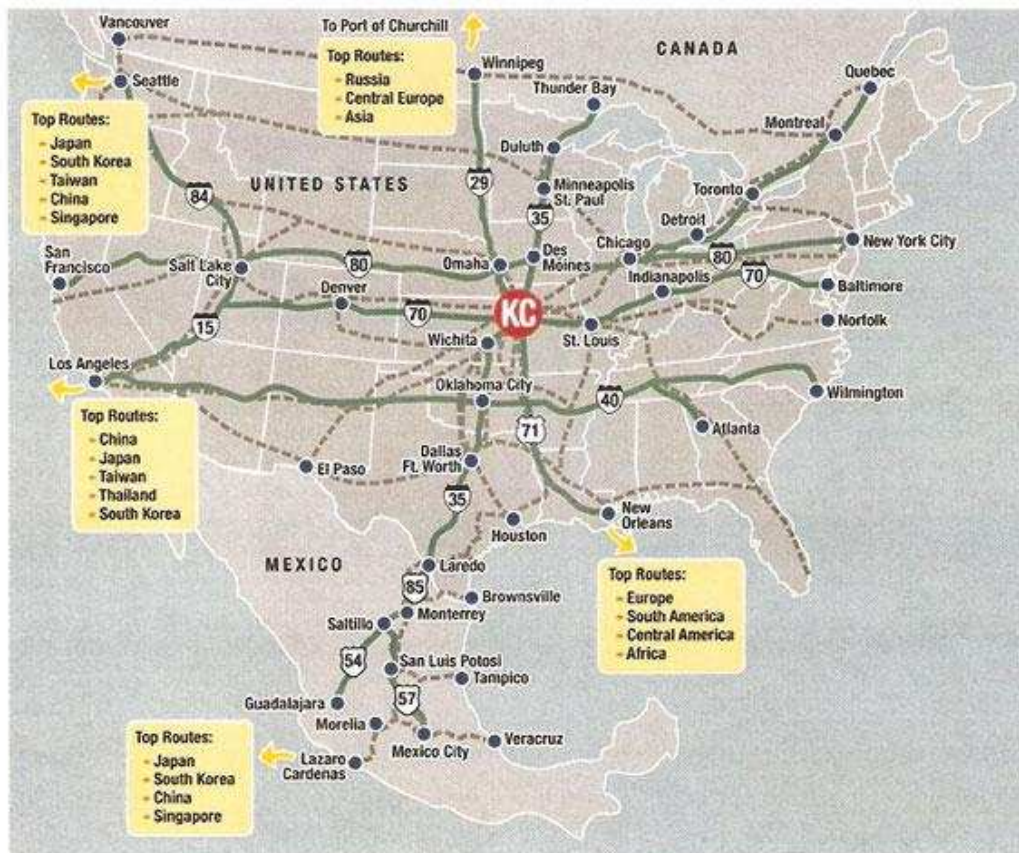 Vancouver
To Port of Churchill
CANADA
Seattle
Top Routes:
- Russia
- Central Europe
- Asia
Winnipeg
Thunder Bay
Quebec
Top Routes:
- Japan
- South Korea
- Taiwan
- China
- Singapore
Montreal
Duluth
UNITED STATES
29
Minneapolis
St. Paul
Toronto
84
35
Detroit
San
Francisco
Salt Lake
City
80
Omaha
Des
Moines
Chicago
80
New York City
Indianapolis
70
Baltimore
Denver
70
KC
15
Wichita
St. Louis
Norfolk
Los Angeles
Oklahoma City
40
Wilmington
Top Routes:
- China
- Japan
- Taiwan
- Thailand
- South Korea
71
Atlanta
El Paso
Dallas
Ft. Worth
35
Houston
New
Orleans
MEXICO
Laredo
Top Routes:
- Europe
- South America
- Central America
- Africa
85
Brownsville
Monterrey
Saltillo
54
San Luis Potosi
Tampico
57
Guadalajara
Morelia
Mexico City
Veracruz
Top Routes:
- Japan
- South Korea
- China
- Singapore
Lazaro
Cardenas